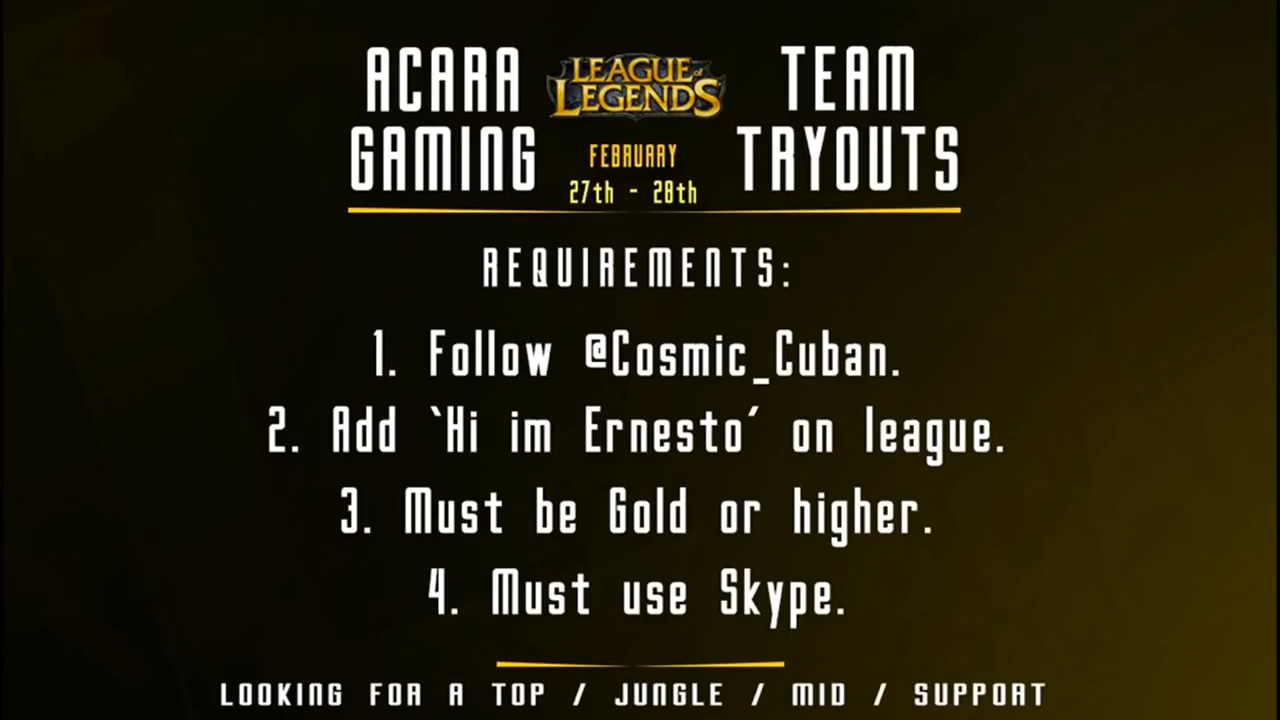 ACARA GAMING
LEAGUE of LEGENDS
FEBRUARY
27th - 28th
TEAM TRYOUTS
REQUIREMENTS:
1. Follow @Cosmic_Cuban.
2. Add `Hi im Ernesto´ on league.
3. Must be Gold or higher.
4. Must use Skype.
LOOKING FOR A TOP / JUNGLE / MID / SUPPORT